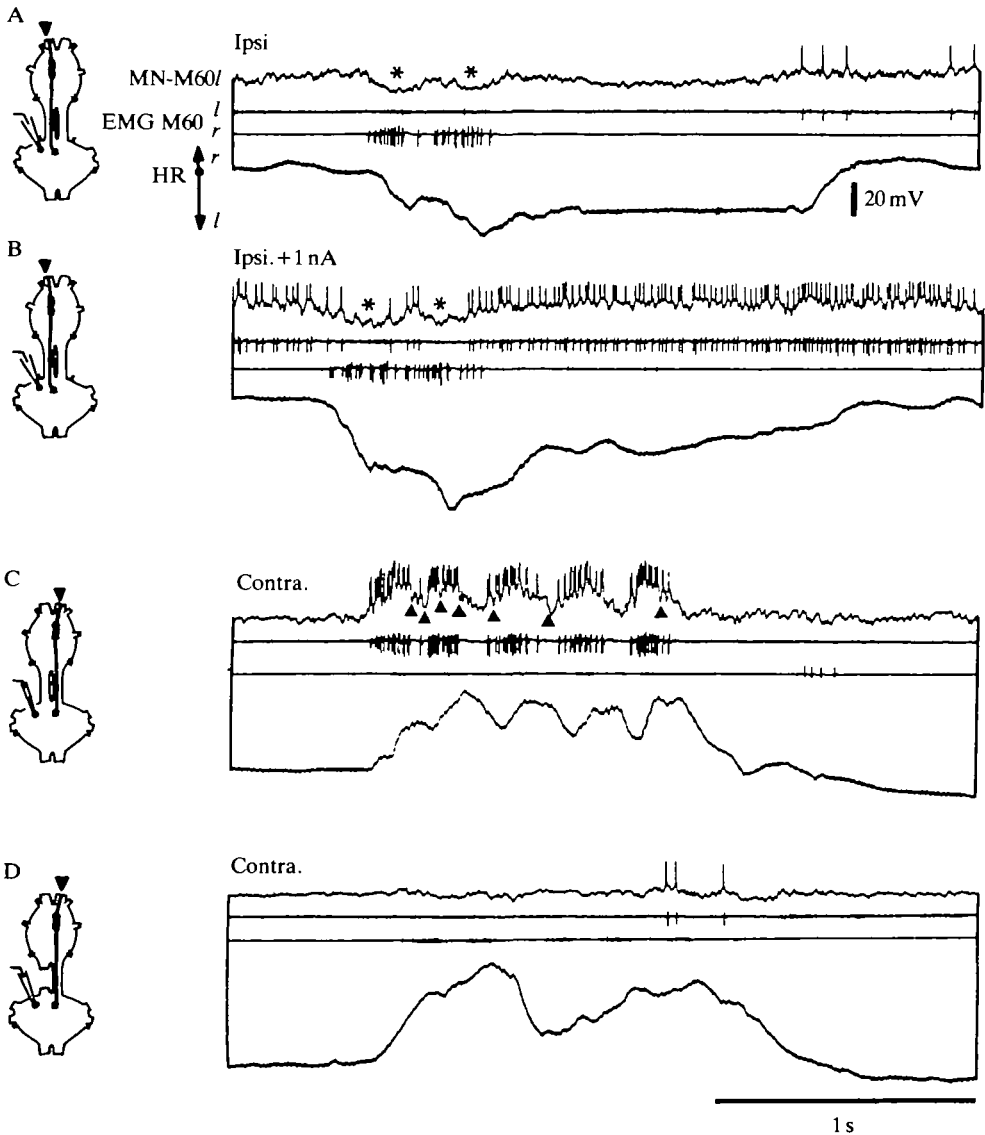 A
Ipsi
MN-M60l
*
*
l
EMG M60
r
r
HR
l
20 mV
B
Ipsi. +1 nA
*
*
C
Contra.
D
Contra.
1 s